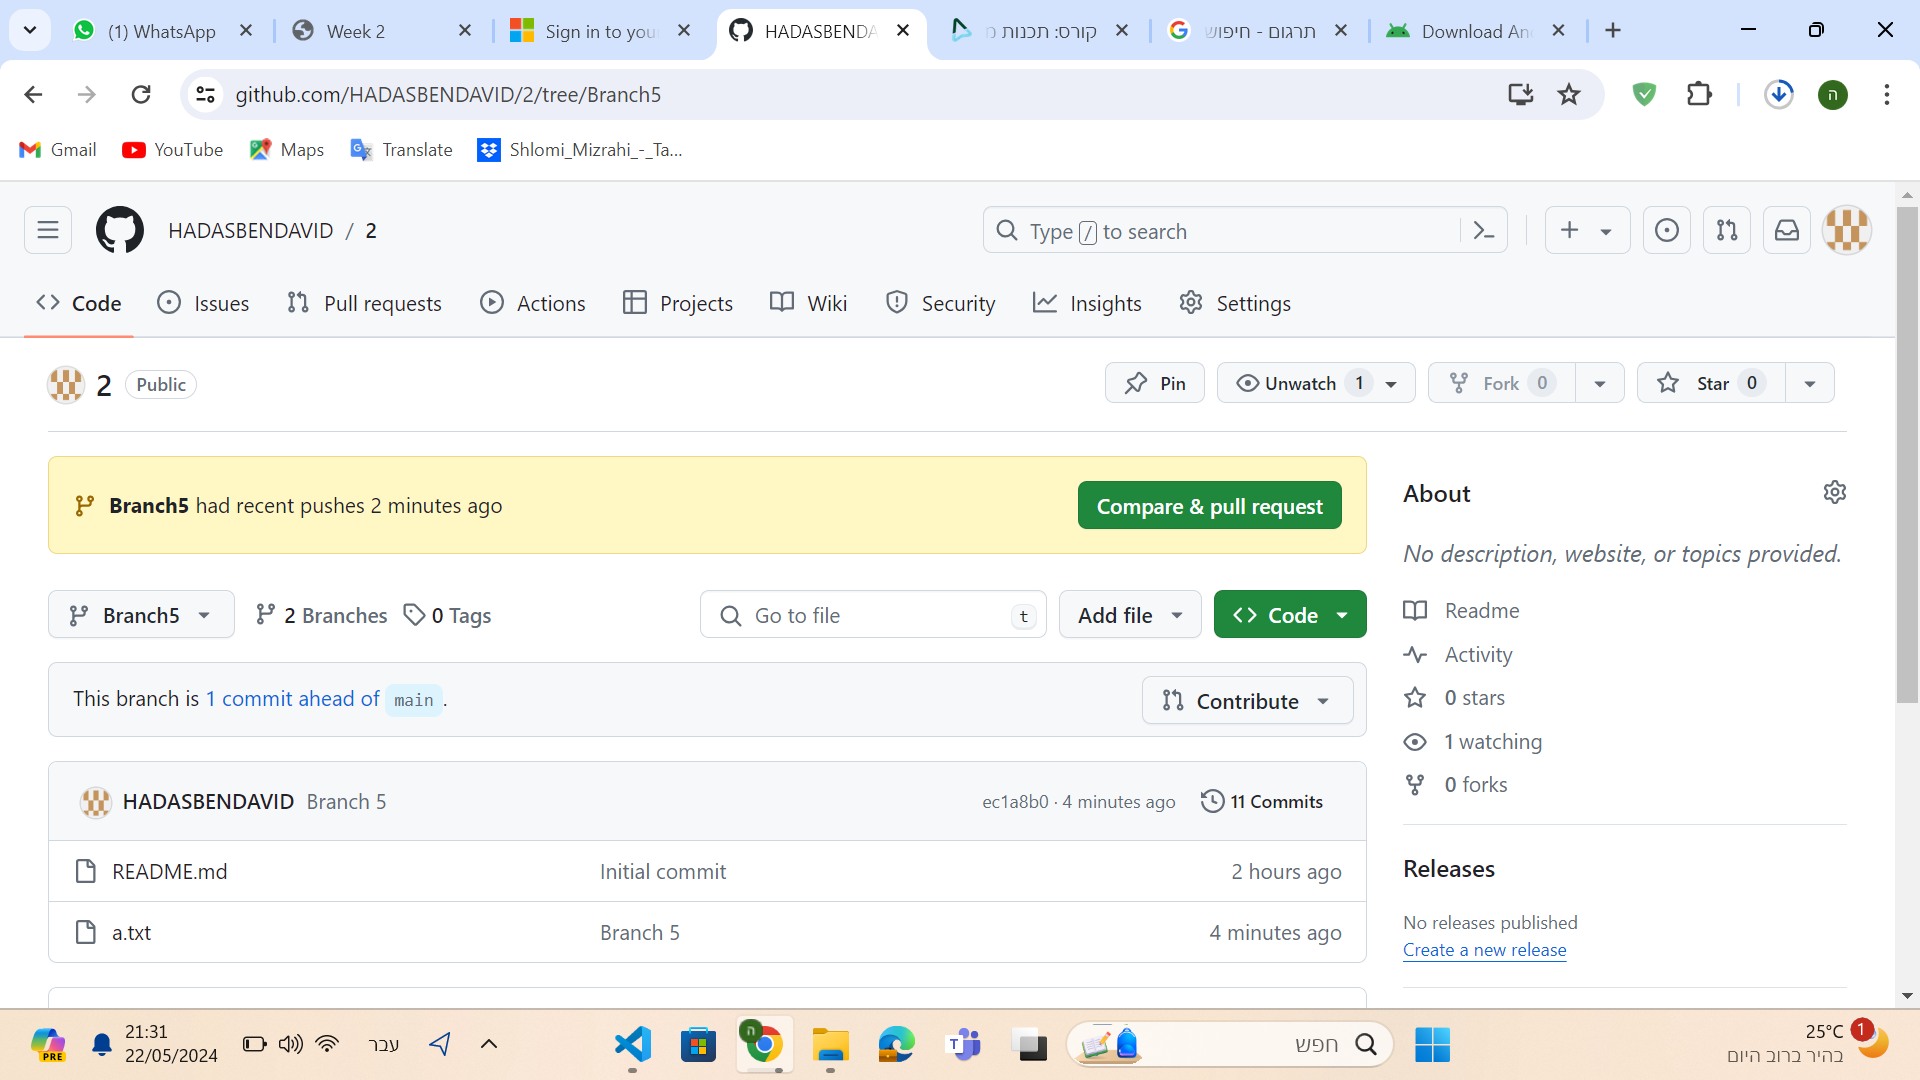 (1) WhatsApp
Week 2
Sign in to you
HADASBENDA
קורס: תכנות מ
תרגום - חיפוש
Download An
github.com/HADASBENDAVID/2/tree/Branch5
ה
Gmail
YouTube
Maps
Translate
Shlomi_Mizrahi_-_Ta...
HADASBENDAVID / 2
Type / to search
Code
Issues
Pull requests
Actions
Projects
Wiki
Security
Insights
Settings
2 Public
Pin
Unwatch 1
Fork 0
Star 0
Branch5 had recent pushes 2 minutes ago
Compare & pull request
About
No description, website, or topics provided.
Readme
Activity
0 stars
1 watching
0 forks
Branch5
2 Branches
0 Tags
Go to file
t
Add file
Code
This branch is 1 commit ahead of main .
Contribute
HADASBENDAVID Branch 5
ec1a8b0 · 4 minutes ago
11 Commits
README.md
Initial commit
2 hours ago
a.txt
Branch 5
4 minutes ago
Releases
No releases published
Create a new release
PRE
21:31
22/05/2024
עבר
ה
T
חפש
25°C
בהיר ברוב היום
1